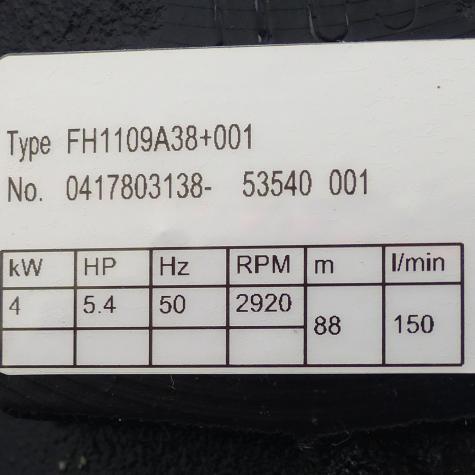 Type FH1109A38+001
No. 0417803138- 53540 001
kW HP Hz RPM m l/min
4 5.4 50 2920
88 150